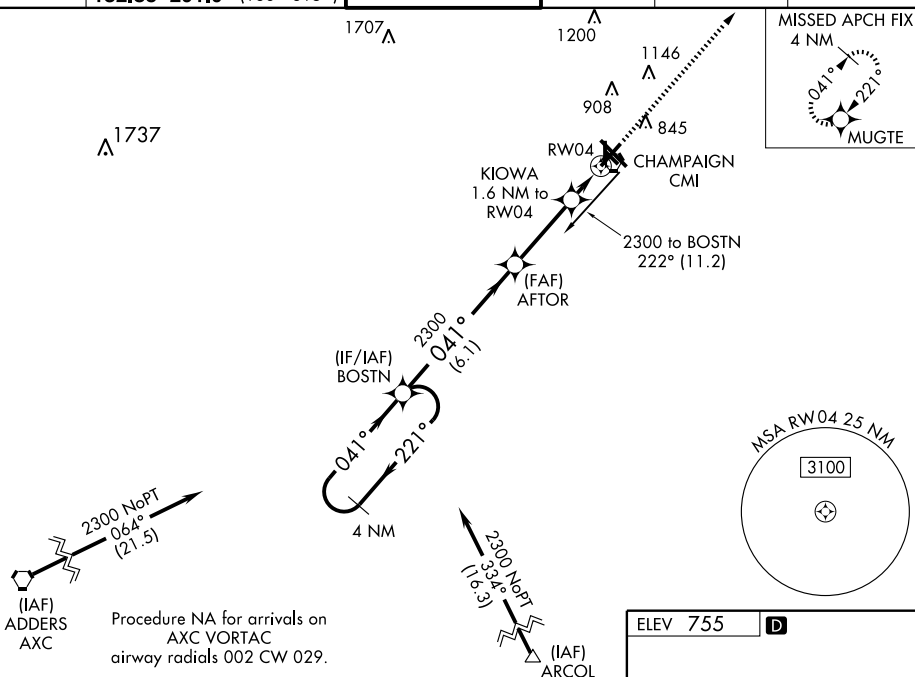 1707
1200
1146
908
845
1737
MISSED APCH FIX
4 NM
041°
221°
MUGTE
RW04
CHAMPAIGN
CMI
KIOWA
1.6 NM to
RW04
2300 to BOSTN
222° (11.2)
(FAF)
AFTOR
2300
041°
(6.1)
(IF/IAF)
BOSTN
041°
221°
4 NM
MSA RW04 25 NM
3100
2300 NoPT
064°
(21.5)
(IAF)
ADDERS
AXC
Procedure NA for arrivals on
AXC VORTAC
airway radials 002 CW 029.
2300 NoPT
334°
(16.3)
(IAF)
ARCOL
ELEV 755 D